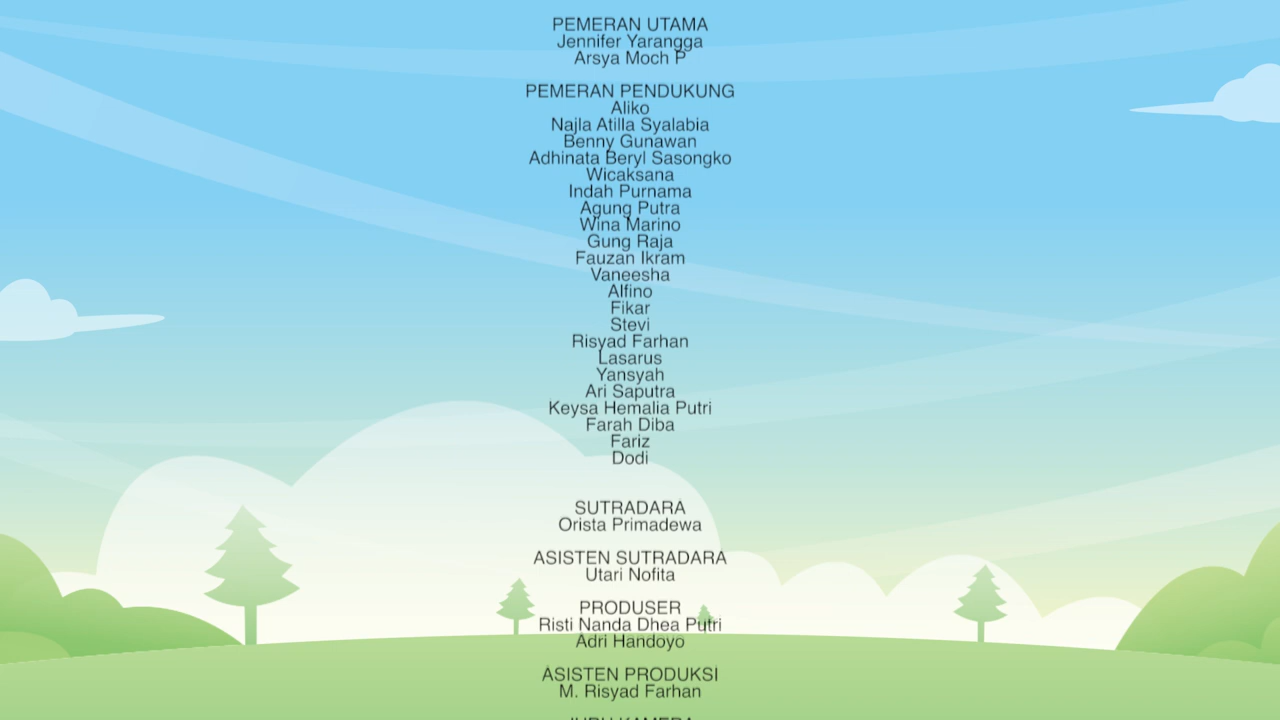 PEMERAN UTAMA
Jennifer Yarangga
Arsya Moch P
PEMERAN PENDUKUNG
Aliko
Najla Atilla Syalabia
Benny Gunawan
Adhinata Beryl Sasongko
Wicaksana
Indah Purnama
Agung Putra
Wina Marino
Gung Raja
Fauzan Ikram
Vaneesha
Alfino
Fikar
Stevi
Risyad Farhan
Lasarus
Yansyah
Ari Saputra
Keysa Hemalia Putri
Farah Diba
Fariz
Dodi
SUTRADARA
Orista Primadewa
ASISTEN SUTRADARA
Utari Nofita
PRODUSER
Risti Nanda Dhea Putri
Adri Handoyo
ASISTEN PRODUKSI
M. Risyad Farhan